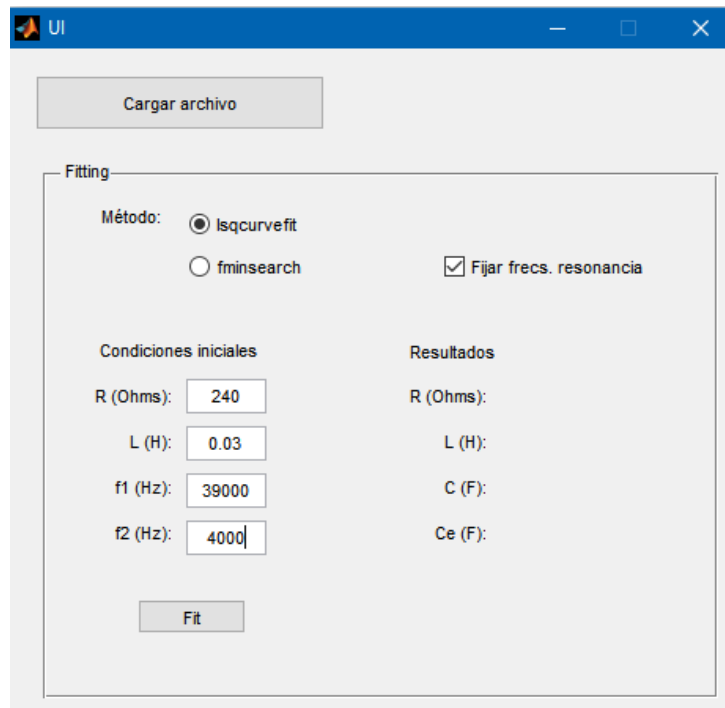 UI
Cargar archivo
Fitting
Método:
lsqcurvefit
fminsearch
Fijar frecs. resonancia
Condiciones iniciales
Resultados
R (Ohms): 240
R (Ohms):
L (H): 0.03
L (H):
f1 (Hz): 39000
C (F):
f2 (Hz): 4000
Ce (F):
Fit